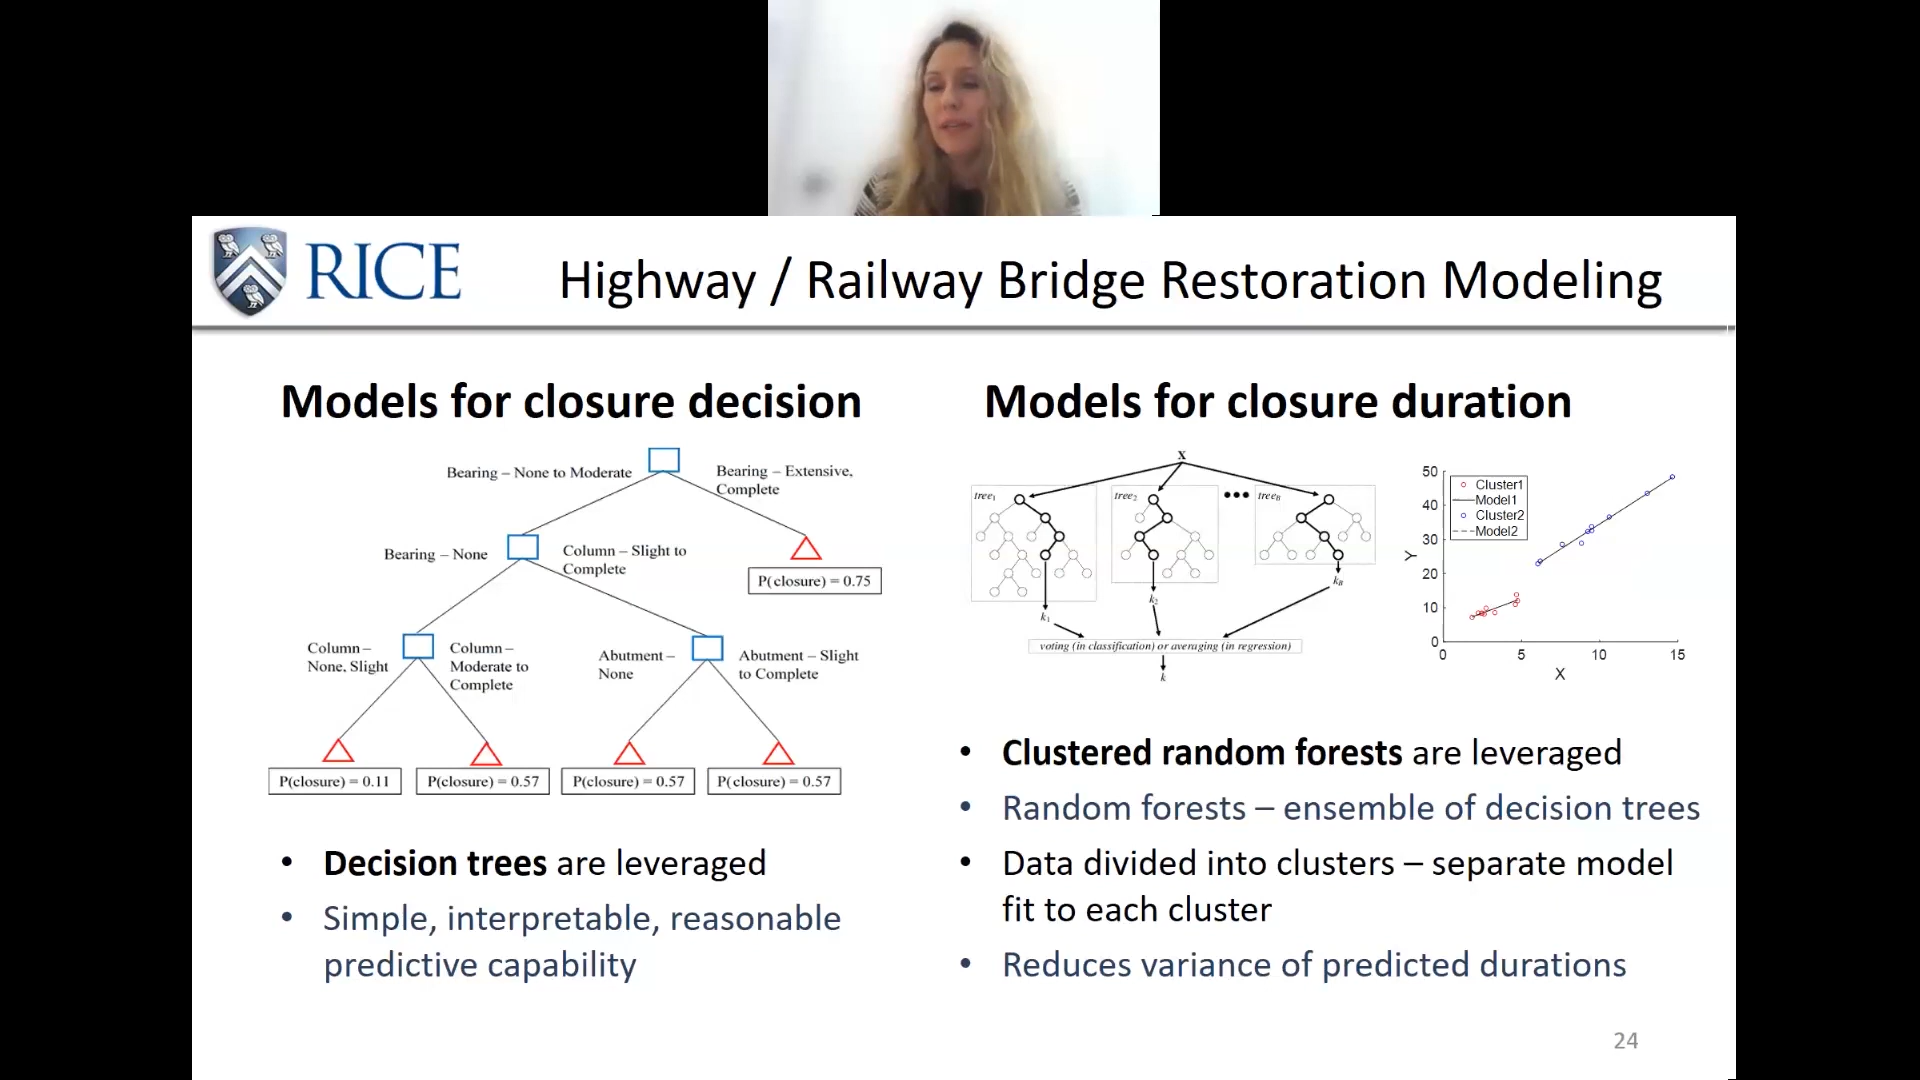 RICE
Highway / Railway Bridge Restoration Modeling
Models for closure decision
Bearing – None to Moderate
Bearing – Extensive,
Complete
Bearing – None
Column – Slight to
Complete
P(closure) = 0.75
Column –
None, Slight
Column –
Moderate to
Complete
Abutment –
None
Abutment – Slight
to Complete
P(closure) = 0.11
P(closure) = 0.57
P(closure) = 0.57
P(closure) = 0.57
• Decision trees are leveraged
• Simple, interpretable, reasonable
predictive capability
Models for closure duration
X
tree1
tree2
treeB
k1
k2
kB
voting (in classification) or averaging (in regression)
k
50
40
30
20
10
0
Y
Cluster1
Model1
Cluster2
Model2
0 5 10 15
X
• Clustered random forests are leveraged
• Random forests – ensemble of decision trees
• Data divided into clusters – separate model
fit to each cluster
• Reduces variance of predicted durations
24